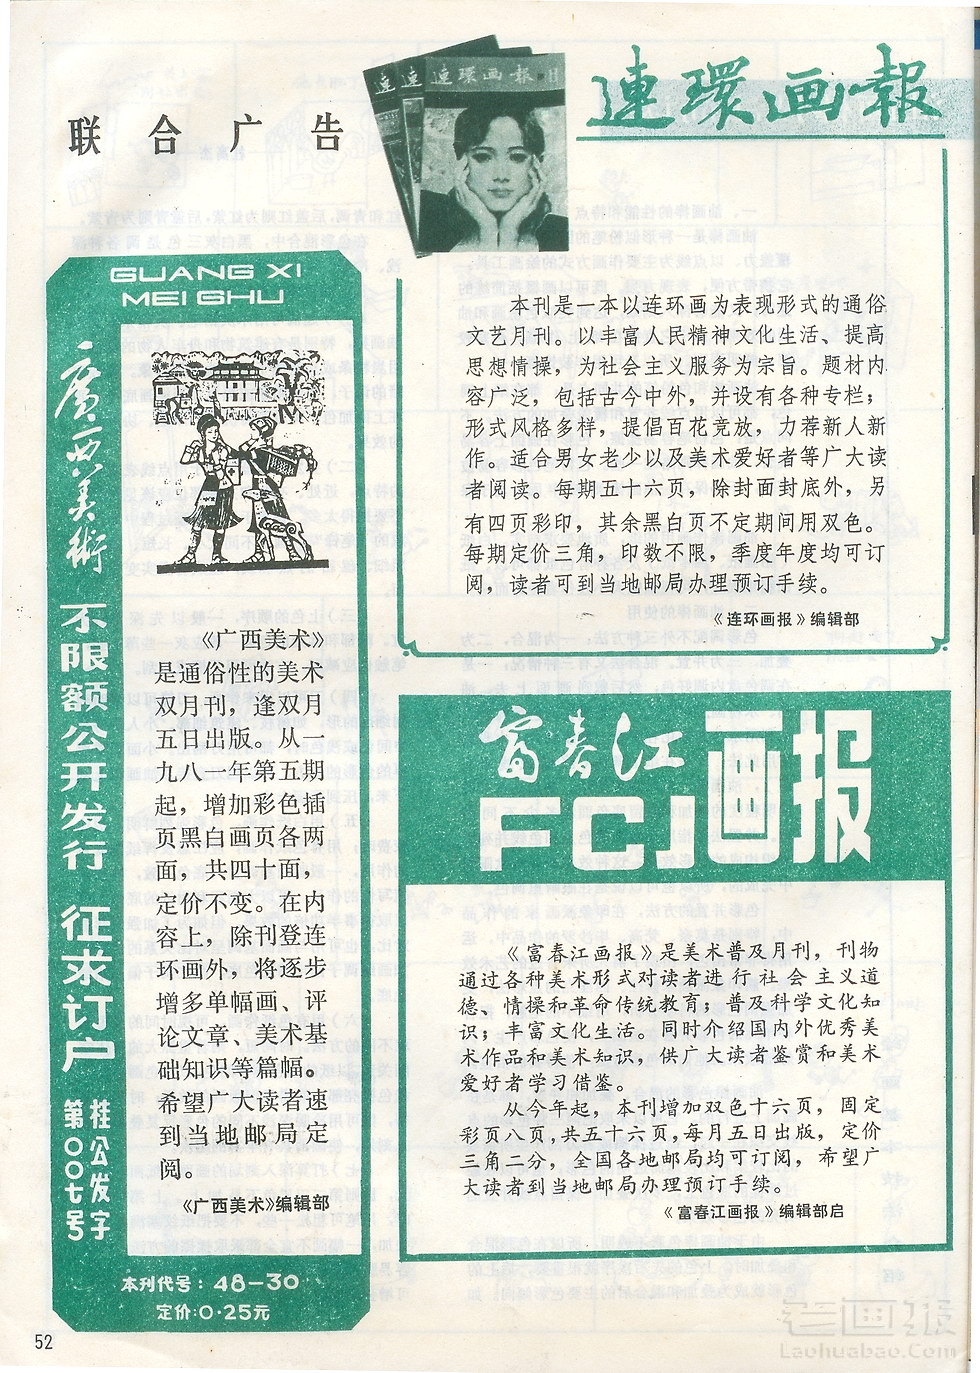 联合广告
連環画報
連環画報
本刊是一本以连环画为表现形式的通俗
文艺月刊。以丰富人民精神文化生活、提高
思想情操，为社会主义服务为宗旨。题材内
容广泛，包括古今中外，并设有各种专栏；
形式风格多样，提倡百花竞放，力荐新人新
作。适合男女老少以及美术爱好者等广大读
者阅读。每期五十六页，除封面封底外，另
有四页彩印，其余黑白页不定期间用双色。
每期定价三角，印数不限，季度年度均可订
阅，读者可到当地邮局办理预订手续。
《连环画报》编辑部
GUANG XI
MEI SHU
廣西美術
不限额公开发行
征求订户
桂公发字
第〇〇七号
《广西美术》
是通俗性的美术
双月刊，逢双月
五日出版。从一
九八一年第五期
起，增加彩色插
页黑白画页各两
面，共四十面，
定价不变。在内
容上，除刊登连
环画外，将逐步
增多单幅画、评
论文章、美术基
础知识等篇幅。
希望广大读者速
到当地邮局定
阅。
《广西美术》编辑部
本刊代号：48—30
定价：0·25元
富春江画报
FCJ
《富春江画报》是美术普及月刊，刊物
通过各种美术形式对读者进行社会主义道
德、情操和革命传统教育；普及科学文化知
识；丰富文化生活。同时介绍国内外优秀美
术作品和美术知识，供广大读者鉴赏和美术
爱好者学习借鉴。
从今年起，本刊增加双色十六页，固定
彩页八页，共五十六页，每月五日出版，定价
三角二分，全国各地邮局均可订阅，希望广
大读者到当地邮局办理预订手续。
《富春江画报》编辑部启
52
老画报
Laohuabao.Com